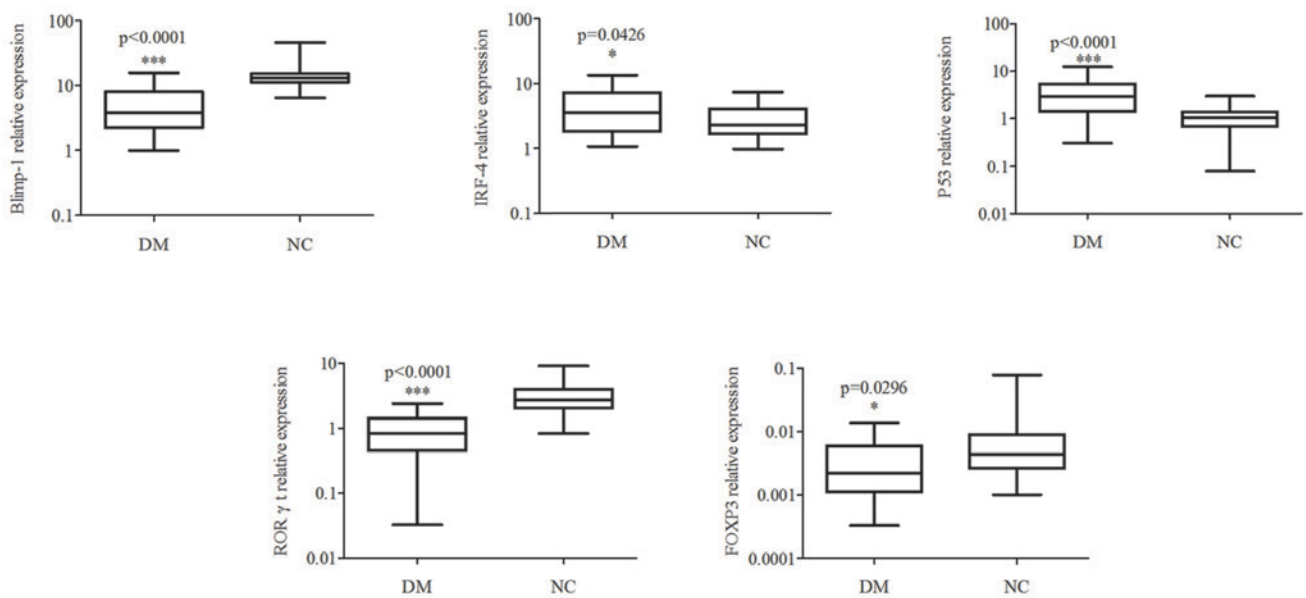 Blimp-1 relative expression
100
10
1
0.1
p<0.0001
***
DM
NC
IRF-4 relative expression
100
10
1
0.1
p=0.0426
*
DM
NC
P53 relative expression
100
10
1
0.1
0.01
p<0.0001
***
DM
NC
ROR γ t relative expression
10
1
0.1
0.01
p<0.0001
***
DM
NC
FOXP3 relative expression
0.1
0.01
0.001
0.0001
p=0.0296
*
DM
NC